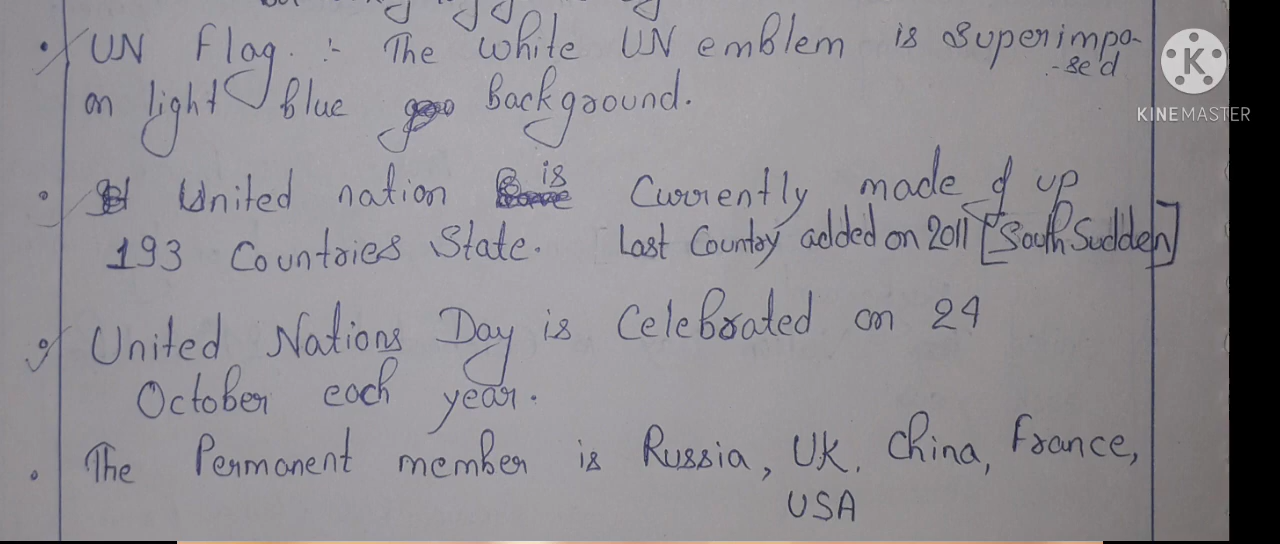 UN Flag :- The white UN emblem is superimpo-
-sed
on light blue background.
United nation is Currently made of up
193 Countries State. [Last Country added on 2011 [South Sudden]
United Nations Day is Celebrated on 24
October each year.
The Permanent member is Russia, UK, China, France,
USA
KINEMASTER